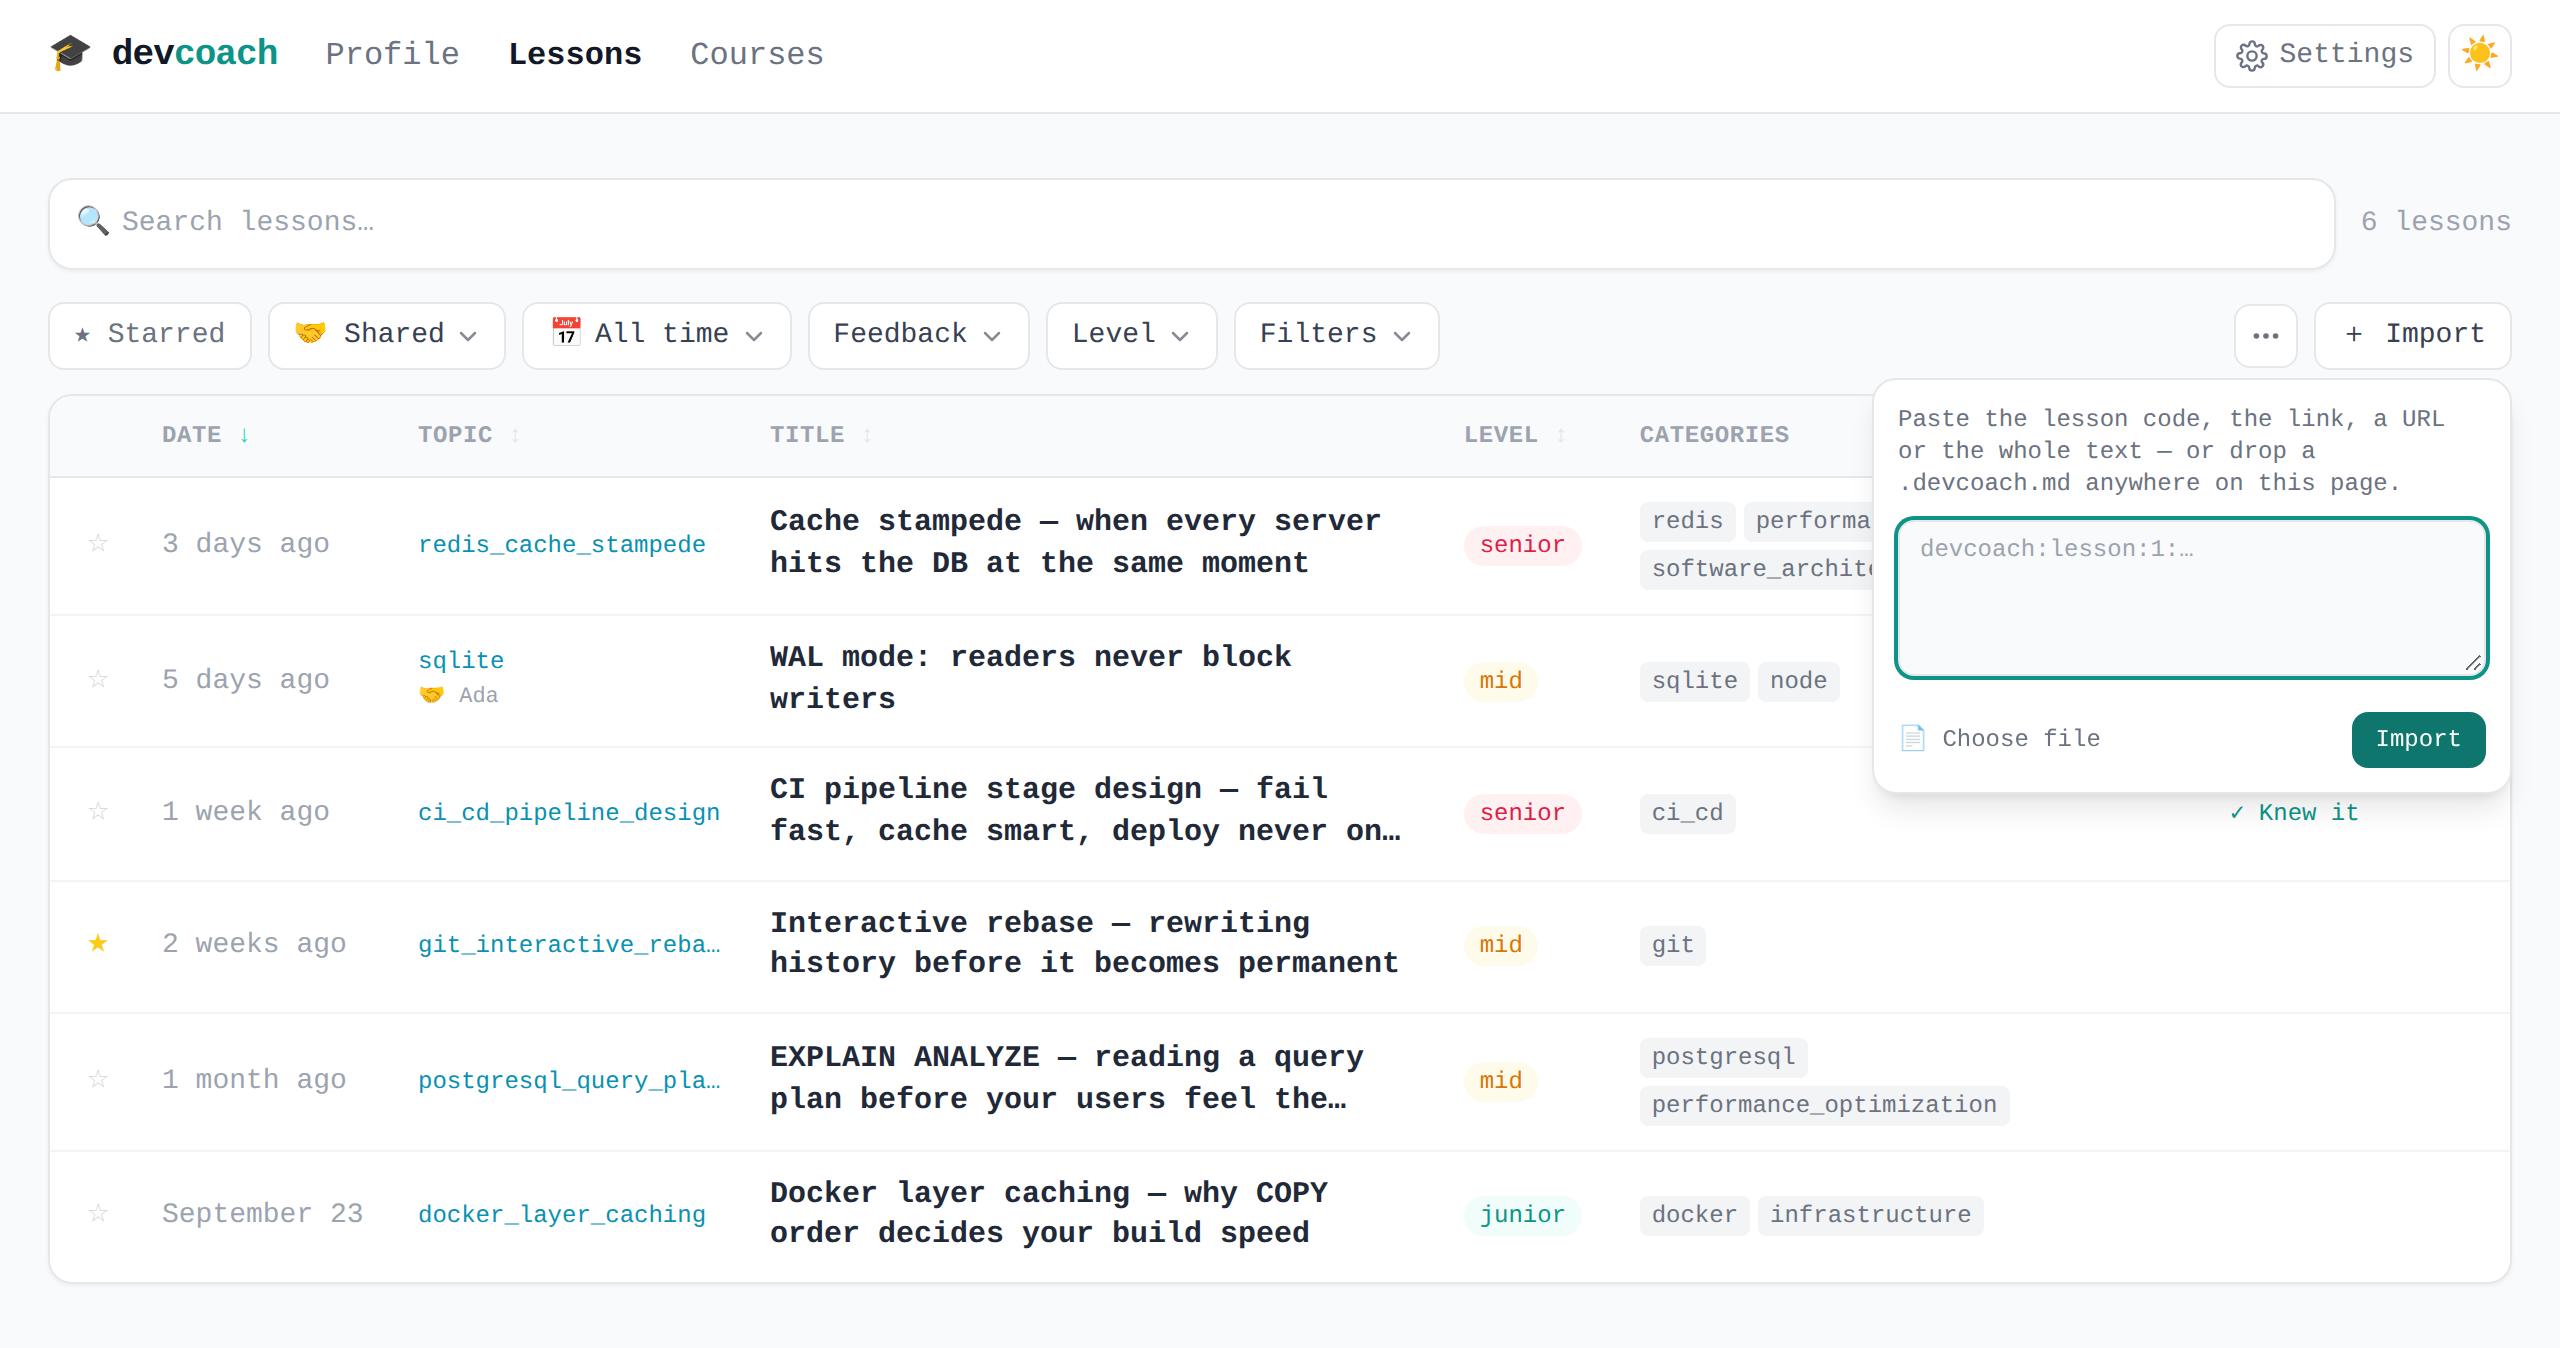 devcoach Profile Lessons Courses Settings
Search lessons… 6 lessons
★ Starred Shared All time Feedback Level Filters ••• + Import
DATE ↓ TOPIC ↕ TITLE ↕ LEVEL ↕ CATEGORIES
Paste the lesson code, the link, a URL
or the whole text — or drop a
.devcoach.md anywhere on this page.
devcoach:lesson:1:…
Choose file Import
☆ 3 days ago redis_cache_stampede Cache stampede — when every server
hits the DB at the same moment senior redis performa
software_archite
☆ 5 days ago sqlite
Ada
WAL mode: readers never block
writers mid sqlite node
☆ 1 week ago ci_cd_pipeline_design CI pipeline stage design — fail
fast, cache smart, deploy never on… senior ci_cd ✓ Knew it
★ 2 weeks ago git_interactive_reba… Interactive rebase — rewriting
history before it becomes permanent mid git
☆ 1 month ago postgresql_query_pla… EXPLAIN ANALYZE — reading a query
plan before your users feel the… mid postgresql
performance_optimization
☆ September 23 docker_layer_caching Docker layer caching — why COPY
order decides your build speed junior docker infrastructure